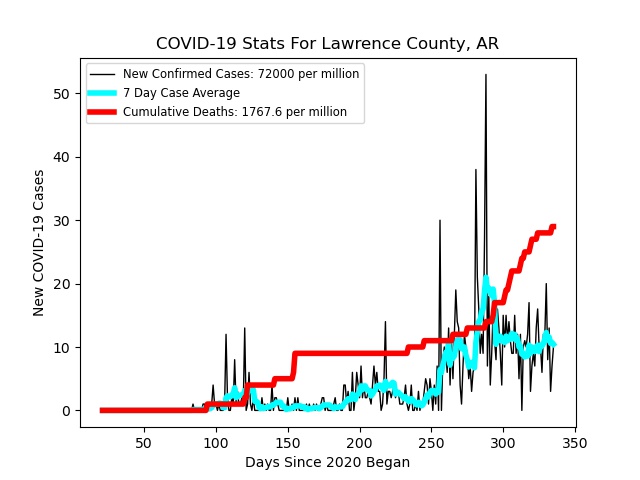 COVID-19 Stats For Lawrence County, AR
New Confirmed Cases: 72000 per million
7 Day Case Average
Cumulative Deaths: 1767.6 per million
New COVID-19 Cases
50
40
30
20
10
0
50 100 150 200 250 300 350
Days Since 2020 Began